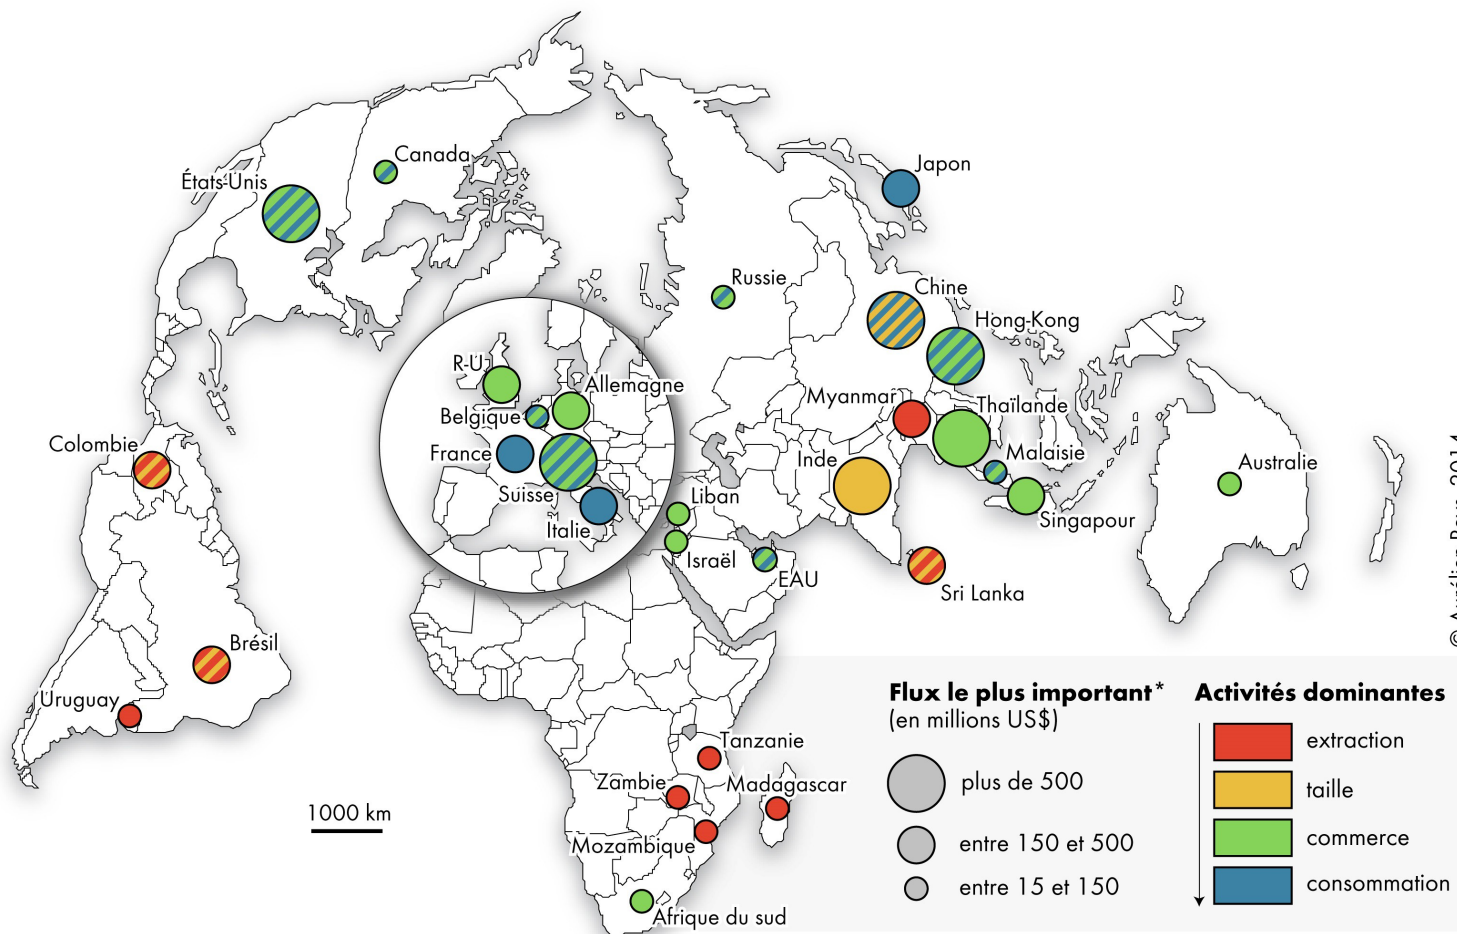 Canada
États-Unis
Japon
Russie
Chine
Hong-Kong
R-U
Allemagne
Belgique
Myanmar
Thaïlande
Colombie
France
Inde
Malaisie
Australie
Suisse
Liban
Italie
Singapour
Israël
EAU
Sri Lanka
Brésil
Uruguay
Tanzanie
Zambie
Madagascar
Mozambique
Afrique du sud
1000 km
Flux le plus important*
(en millions US$)
plus de 500
entre 150 et 500
entre 15 et 150
Activités dominantes
extraction
taille
commerce
consommation